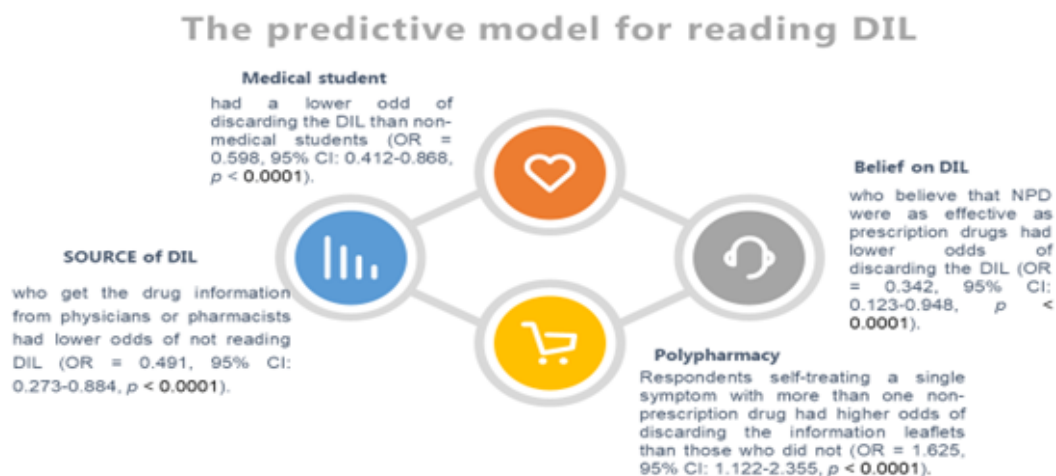 The predictive model for reading DIL
Medical student
had a lower odd of
discarding the DIL than non-
medical students (OR =
0.598, 95% CI: 0.412-0.868,
p < 0.0001).
Belief on DIL
who believe that NPD
were as effective as
prescription drugs had
lower odds of
discarding the DIL (OR
= 0.342, 95% CI:
0.123-0.948, p <
0.0001).
SOURCE of DIL
who get the drug information
from physicians or pharmacists
had lower odds of not reading
DIL (OR = 0.491, 95% CI:
0.273-0.884, p < 0.0001).
Polypharmacy
Respondents self-treating a single
symptom with more than one non-
prescription drug had higher odds of
discarding the information leaflets
than those who did not (OR = 1.625,
95% CI: 1.122-2.355, p < 0.0001).